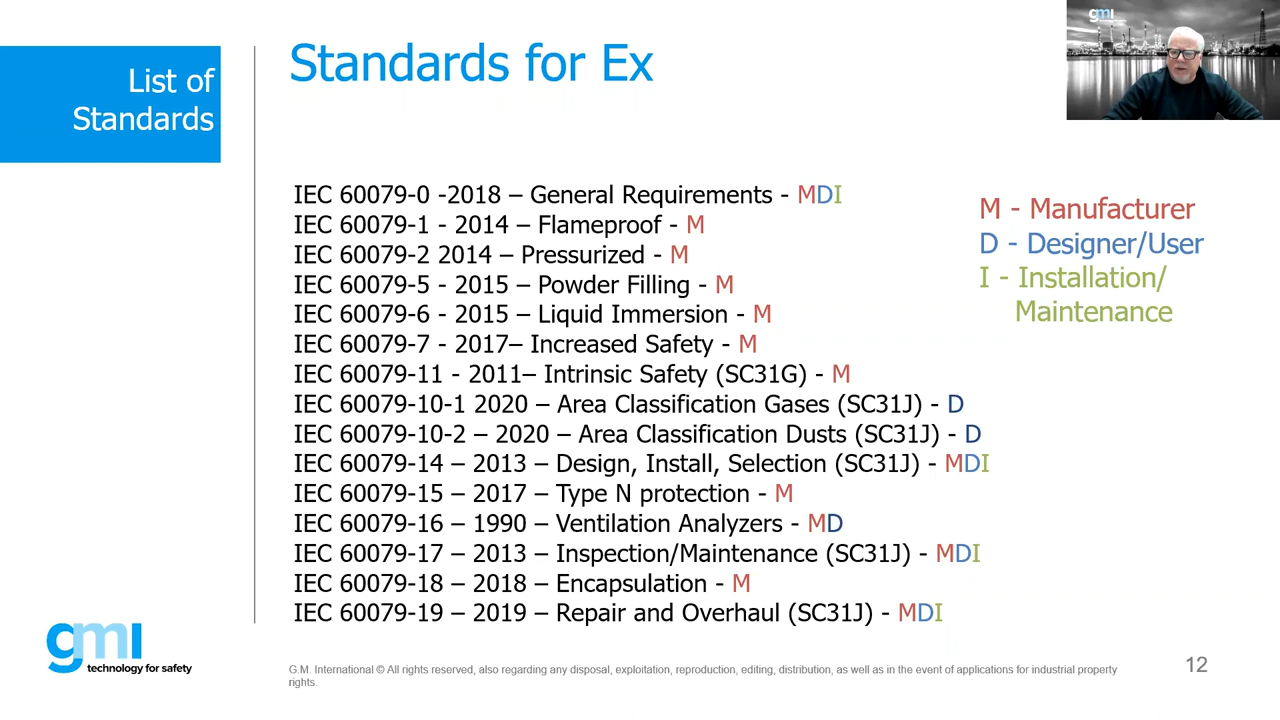 List of
Standards
Standards for Ex
gmi
IEC 60079-0 -2018 – General Requirements - MDI
IEC 60079-1 - 2014 – Flameproof - M
IEC 60079-2 2014 – Pressurized - M
IEC 60079-5 - 2015 – Powder Filling - M
IEC 60079-6 - 2015 – Liquid Immersion - M
IEC 60079-7 - 2017– Increased Safety - M
IEC 60079-11 - 2011– Intrinsic Safety (SC31G) - M
IEC 60079-10-1 2020 – Area Classification Gases (SC31J) - D
IEC 60079-10-2 – 2020 – Area Classification Dusts (SC31J) - D
IEC 60079-14 – 2013 – Design, Install, Selection (SC31J) - MDI
IEC 60079-15 – 2017 – Type N protection - M
IEC 60079-16 – 1990 – Ventilation Analyzers - MD
IEC 60079-17 – 2013 – Inspection/Maintenance (SC31J) - MDI
IEC 60079-18 – 2018 – Encapsulation - M
IEC 60079-19 – 2019 – Repair and Overhaul (SC31J) - MDI
M - Manufacturer
D - Designer/User
I - Installation/
Maintenance
gmi
technology for safety
G.M. International © All rights reserved, also regarding any disposal, exploitation, reproduction, editing, distribution, as well as in the event of applications for industrial property
rights.
12